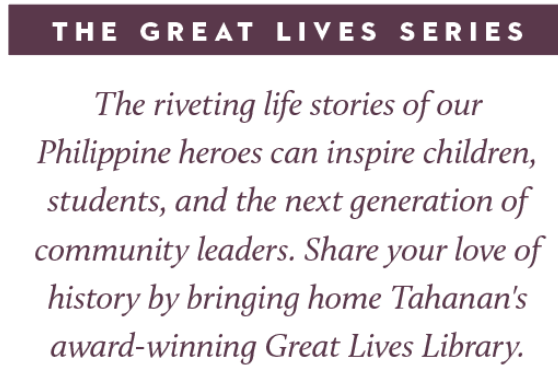 THE GREAT LIVES SERIES
The riveting life stories of our
Philippine heroes can inspire children,
students, and the next generation of
community leaders. Share your love of
history by bringing home Tahanan's
award-winning Great Lives Library.